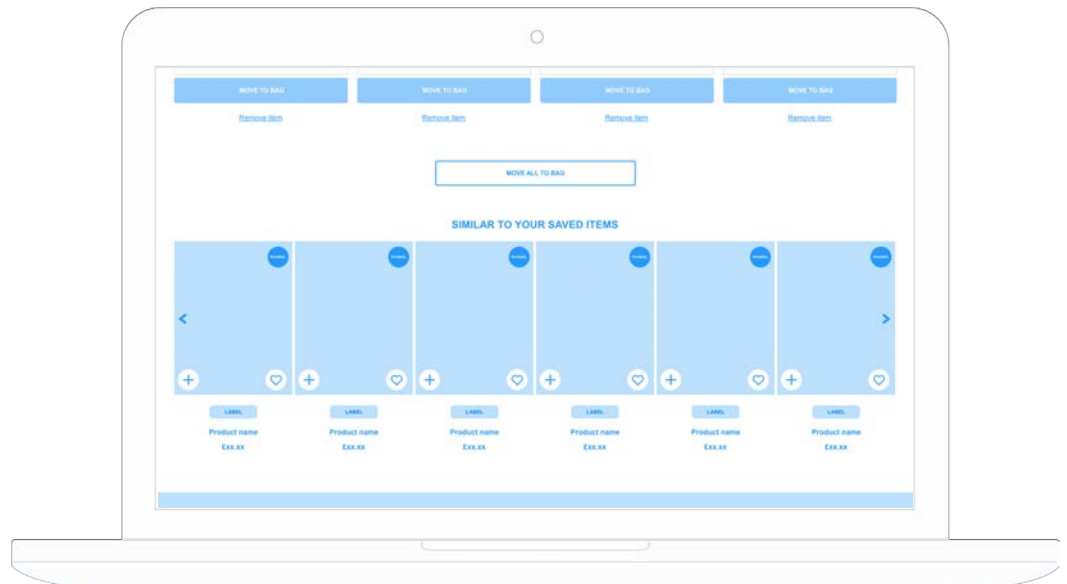 MOVE TO BAG MOVE TO BAG MOVE TO BAG MOVE TO BAG
Remove item Remove item Remove item Remove item
MOVE ALL TO BAG
SIMILAR TO YOUR SAVED ITEMS
LABEL LABEL LABEL LABEL LABEL LABEL
Product name Product name Product name Product name Product name Product name
£xx.xx £xx.xx £xx.xx £xx.xx £xx.xx £xx.xx